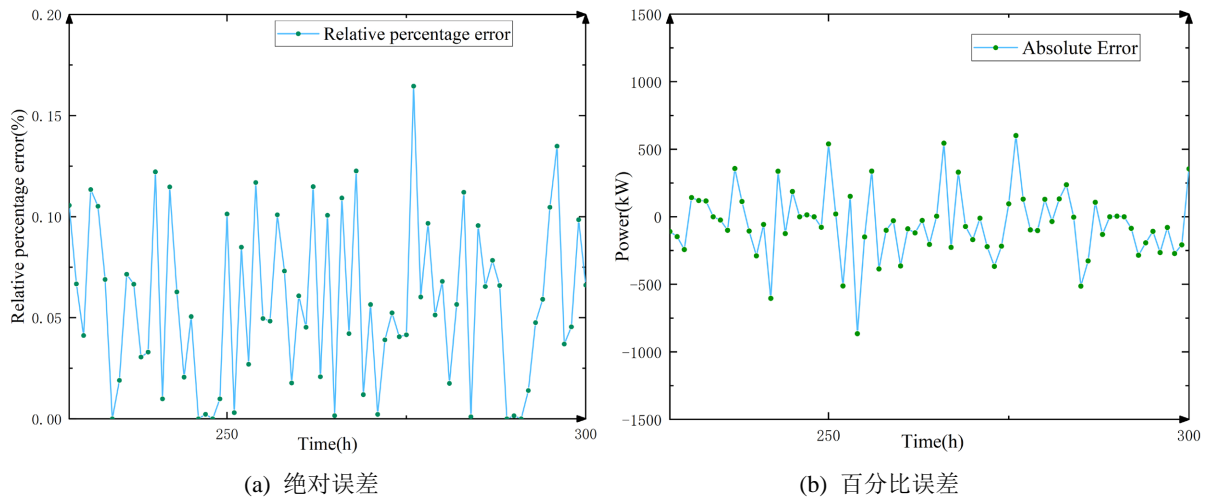 0.20
0.15
0.10
0.05
0.00
Relative percentage error(%)
Relative percentage error
250
300
Time(h)
(a) 绝对误差
1500
1000
500
0
-500
-1000
-1500
Power(kW)
Absolute Error
250
300
Time(h)
(b) 百分比误差